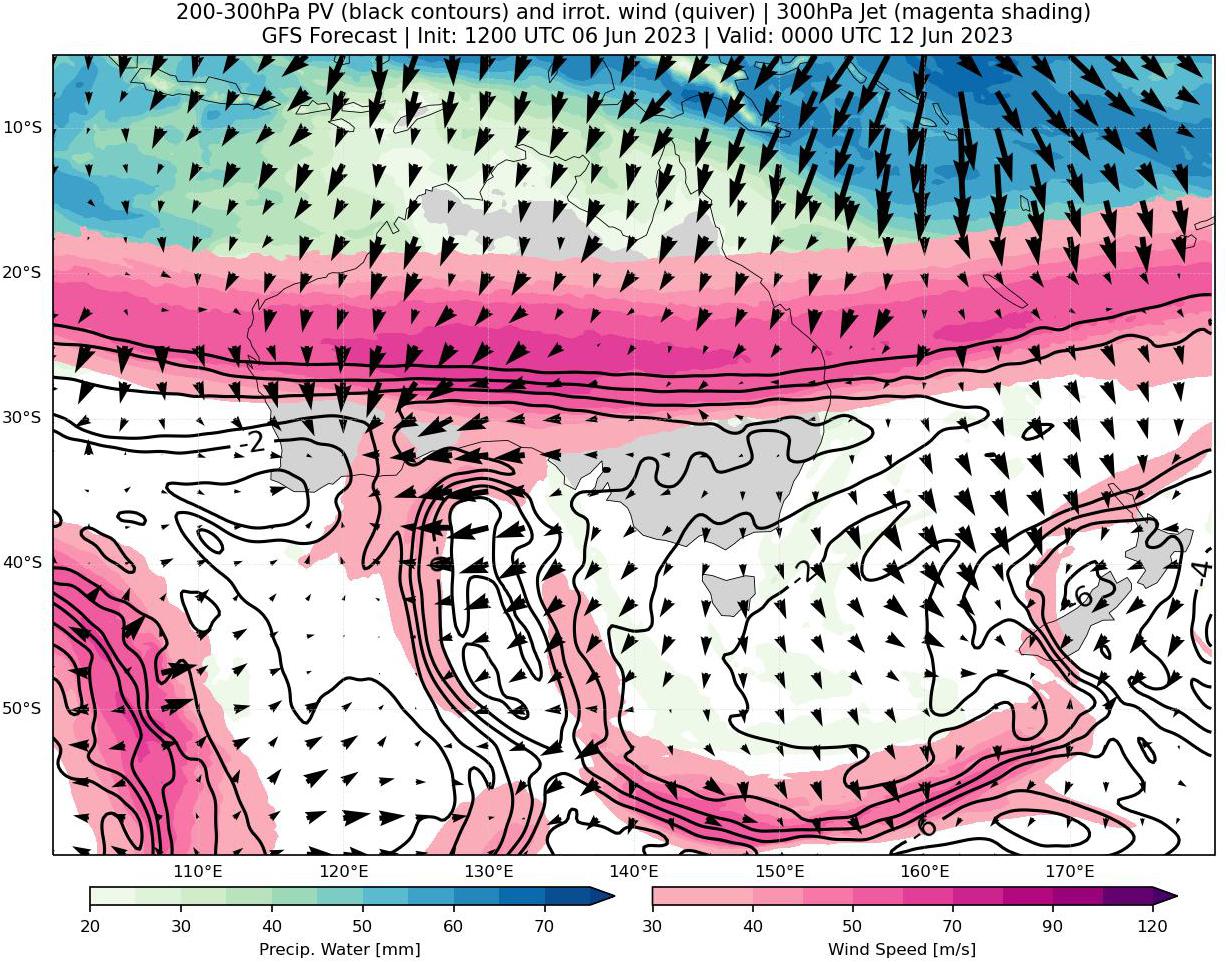 200-300hPa PV (black contours) and irrot. wind (quiver) | 300hPa Jet (magenta shading)
GFS Forecast | Init: 1200 UTC 06 Jun 2023 | Valid: 0000 UTC 12 Jun 2023
10°S
20°S
30°S
-2
40°S
-2
-6
-4
50°S
6
110°E 120°E 130°E 140°E 150°E 160°E 170°E
20 30 40 50 60 70 30 40 50 70 90 120
Precip. Water [mm] Wind Speed [m/s]